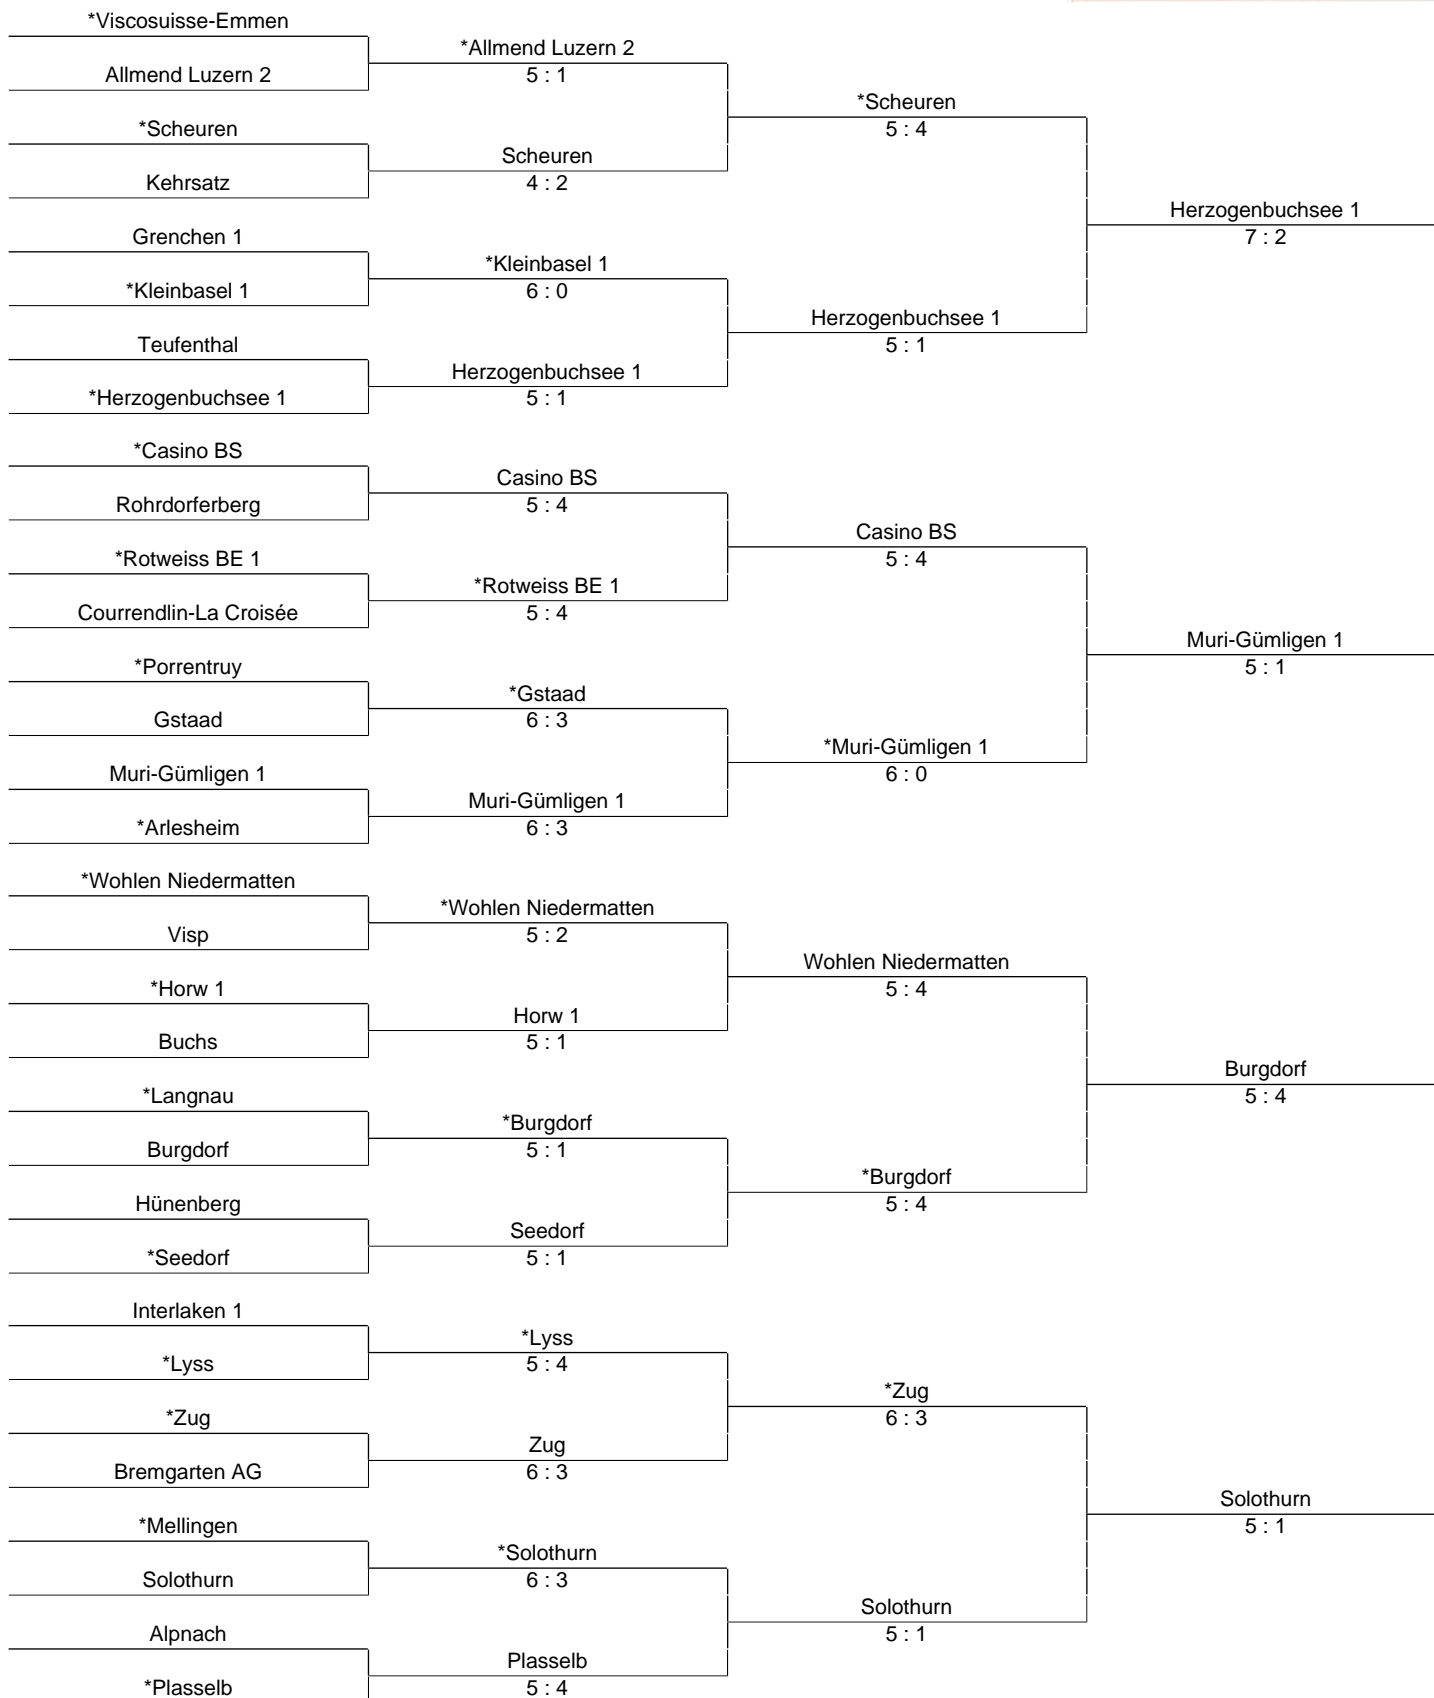 *Viscosuisse-Emmen
Allmend Luzern 2
*Scheuren
Kehrsatz
Grenchen 1
*Kleinbasel 1
Teufenthal
*Herzogenbuchsee 1
*Casino BS
Rohrdorferberg
*Rotweiss BE 1
Courrendlin-La Croisée
*Porrentruy
Gstaad
Muri-Gümligen 1
*Arlesheim
*Wohlen Niedermatten
Visp
*Horw 1
Buchs
*Langnau
Burgdorf
Hünenberg
*Seedorf
Interlaken 1
*Lyss
*Zug
Bremgarten AG
*Mellingen
Solothurn
Alpnach
*Plasselb
*Allmend Luzern 2
5 : 1
Scheuren
4 : 2
*Kleinbasel 1
6 : 0
Herzogenbuchsee 1
5 : 1
Casino BS
5 : 4
*Rotweiss BE 1
5 : 4
*Gstaad
6 : 3
Muri-Gümligen 1
6 : 3
*Wohlen Niedermatten
5 : 2
Horw 1
5 : 1
*Burgdorf
5 : 1
Seedorf
5 : 1
*Lyss
5 : 4
Zug
6 : 3
*Solothurn
6 : 3
Plasselb
5 : 4
*Scheuren
5 : 4
Herzogenbuchsee 1
5 : 1
Casino BS
5 : 4
*Muri-Gümligen 1
6 : 0
Wohlen Niedermatten
5 : 4
*Burgdorf
5 : 4
*Zug
6 : 3
Solothurn
5 : 1
Herzogenbuchsee 1
7 : 2
Muri-Gümligen 1
5 : 1
Burgdorf
5 : 4
Solothurn
5 : 1